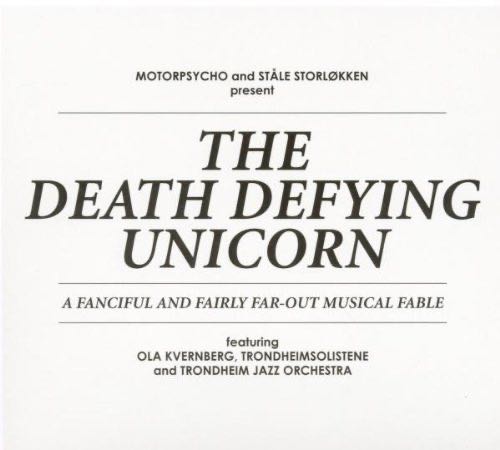 MOTORPSYCHO and STÅLE STORLØKKEN
present
THE
DEATH DEFYING
UNICORN
A FANCIFUL AND FAIRLY FAR-OUT MUSICAL FABLE
featuring
OLA KVERNBERG, TRONDHEIMSOLISTENE
and TRONDHEIM JAZZ ORCHESTRA